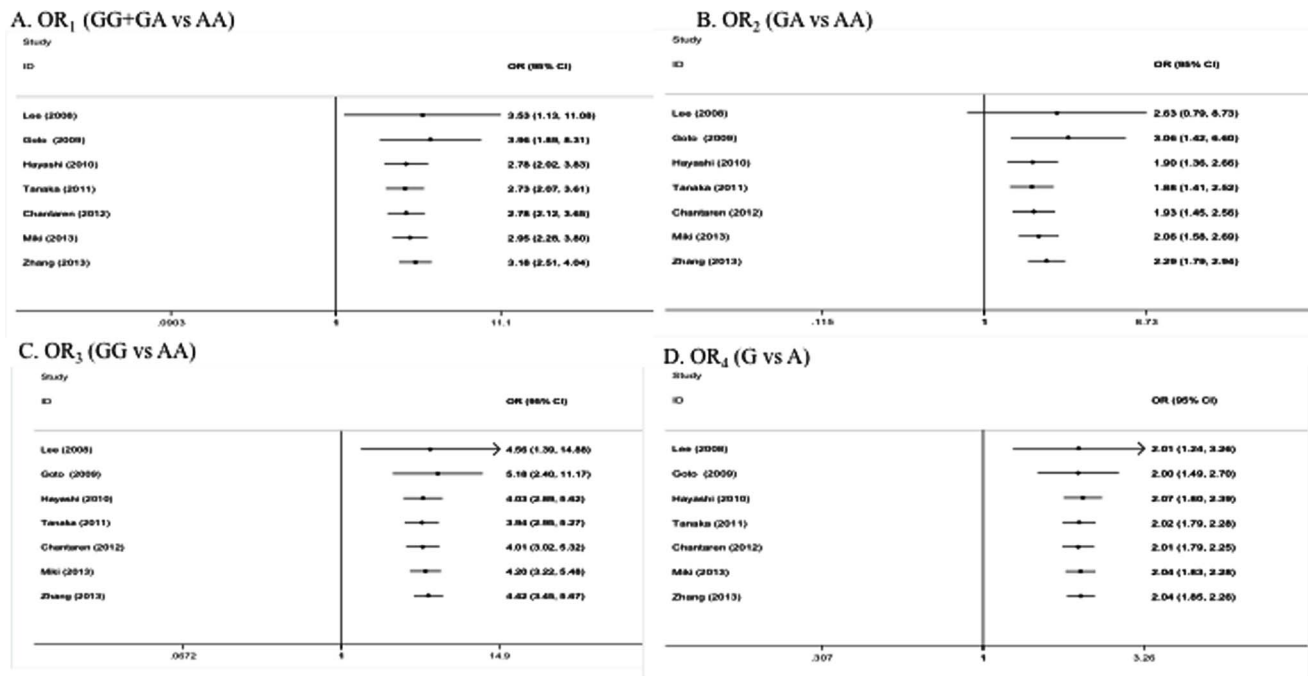 A. OR₁ (GG+GA vs AA)
Study
ID OR (95% CI)
Lee (2008) 3.53 (1.12, 11.08)
Goto (2009) 3.96 (1.88, 8.31)
Hayashi (2010) 2.78 (2.02, 3.83)
Tanaka (2011) 2.73 (2.07, 3.61)
Chantaren (2012) 2.78 (2.12, 3.65)
Miki (2013) 2.95 (2.28, 3.80)
Zhang (2013) 3.18 (2.51, 4.04)
.0903 1 11.1
B. OR₂ (GA vs AA)
Study
ID OR (95% CI)
Lee (2008) 2.63 (0.79, 8.73)
Goto (2009) 3.06 (1.42, 6.60)
Hayashi (2010) 1.90 (1.36, 2.66)
Tanaka (2011) 1.88 (1.41, 2.52)
Chantaren (2012) 1.93 (1.45, 2.56)
Miki (2013) 2.06 (1.58, 2.69)
Zhang (2013) 2.29 (1.79, 2.94)
.115 1 8.73
C. OR₃ (GG vs AA)
Study
ID OR (95% CI)
Lee (2008) 4.56 (1.39, 14.88)
Goto (2009) 5.18 (2.40, 11.17)
Hayashi (2010) 4.03 (2.89, 5.62)
Tanaka (2011) 3.94 (2.95, 5.27)
Chantaren (2012) 4.01 (3.02, 5.32)
Miki (2013) 4.20 (3.22, 5.48)
Zhang (2013) 4.42 (3.45, 5.67)
.0672 1 14.9
D. OR₄ (G vs A)
Study
ID OR (95% CI)
Lee (2008) 2.01 (1.24, 3.26)
Goto (2009) 2.00 (1.49, 2.70)
Hayashi (2010) 2.07 (1.80, 2.39)
Tanaka (2011) 2.02 (1.79, 2.28)
Chantaren (2012) 2.01 (1.79, 2.25)
Miki (2013) 2.04 (1.83, 2.28)
Zhang (2013) 2.04 (1.85, 2.26)
.307 1 3.26